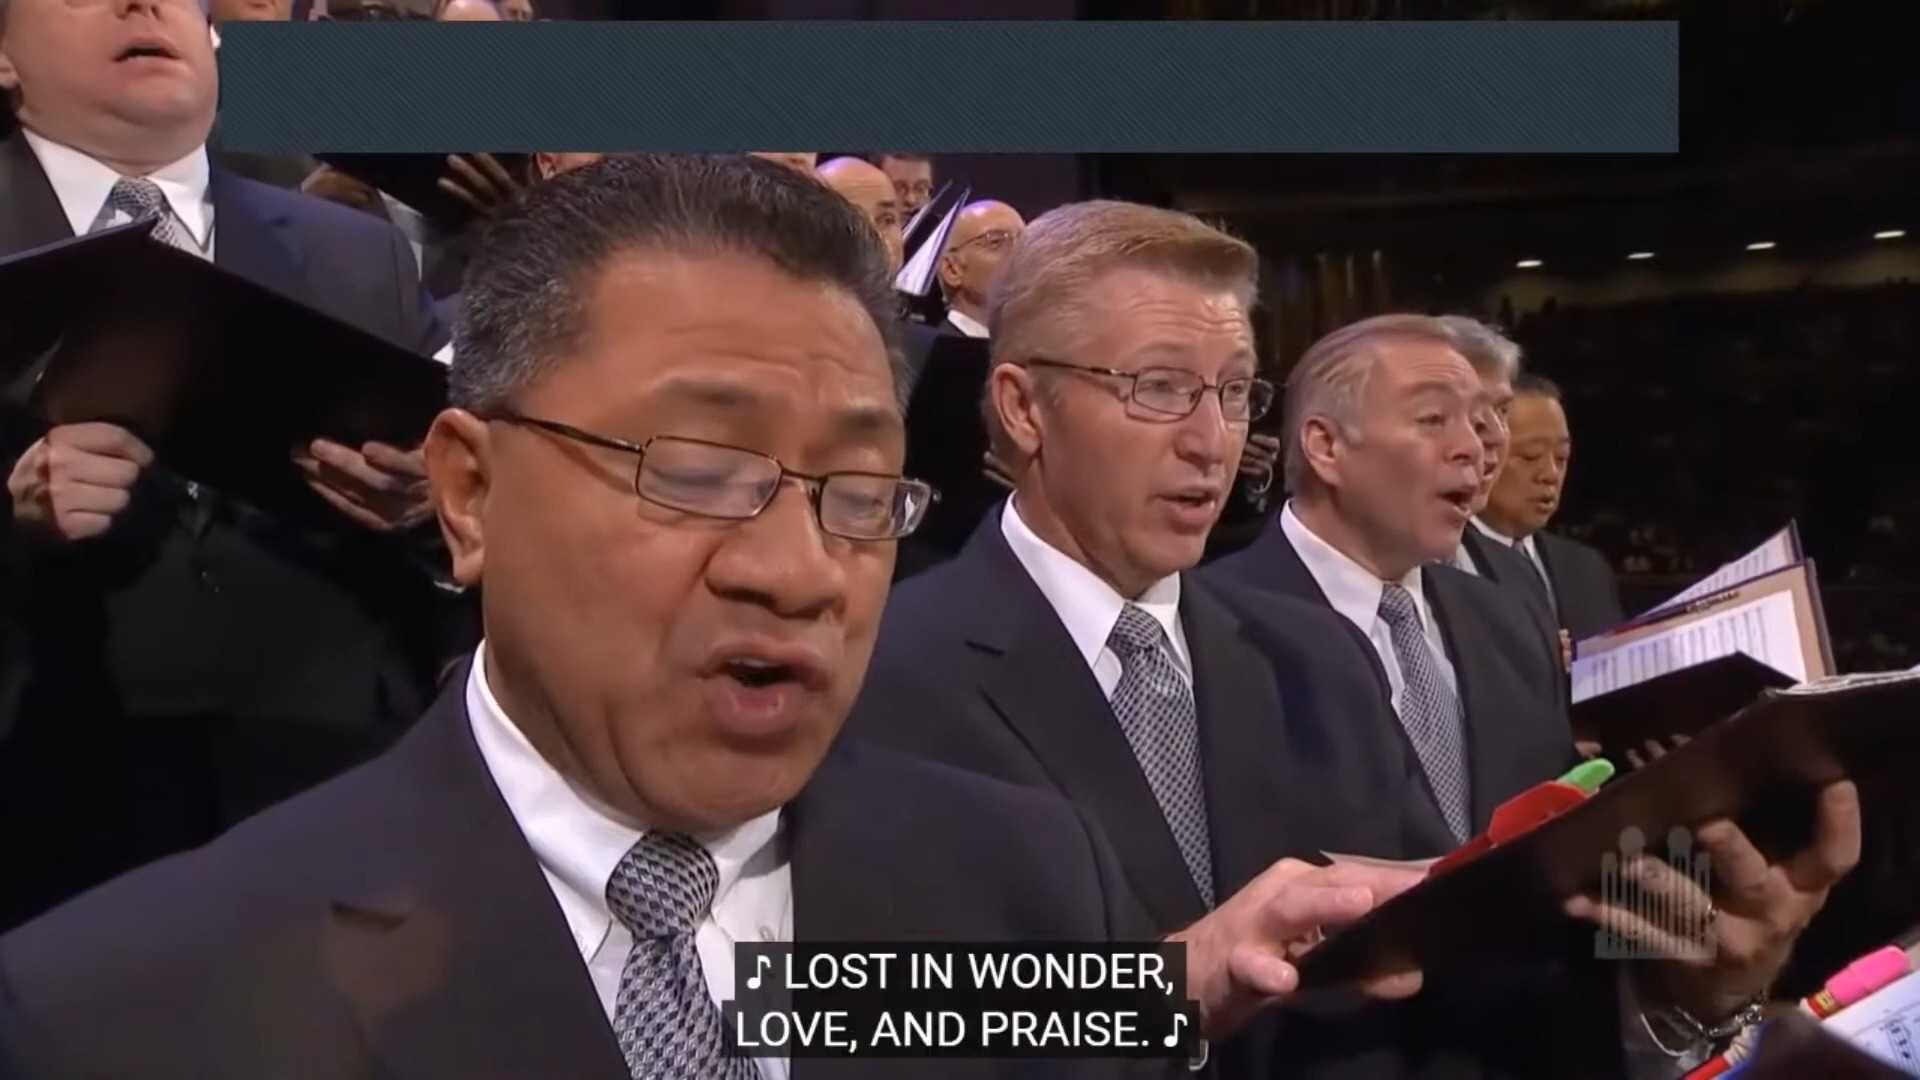 ♪ LOST IN WONDER,
LOVE, AND PRAISE. ♪